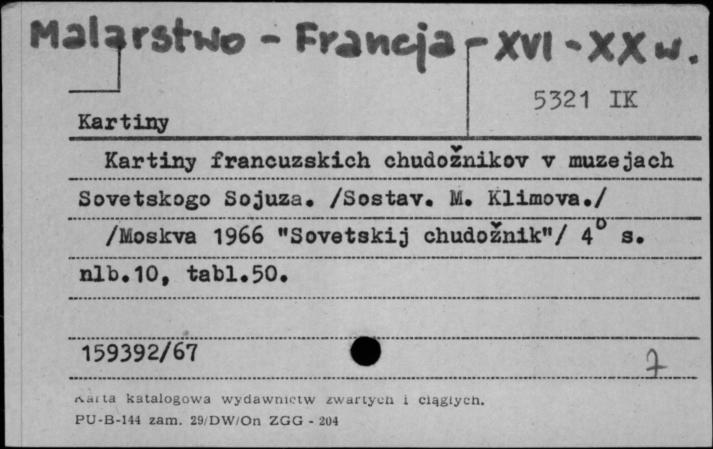 Malarstwo - Francja - XVI - XX w.
5321 IK
Kartiny
Kartiny francuzskich chudožnikov v muzejach
Sovetskogo Sojuza. /Sostav. M. Klimova./
/Moskva 1966 "Sovetskij chudožnik"/ 4° s.
nlb.10, tabl.50.
159392/67
7
Karta katalogowa wydawnictw zwartych i ciągłych.
PU-B-144 zam. 29/DW/On ZGG - 204